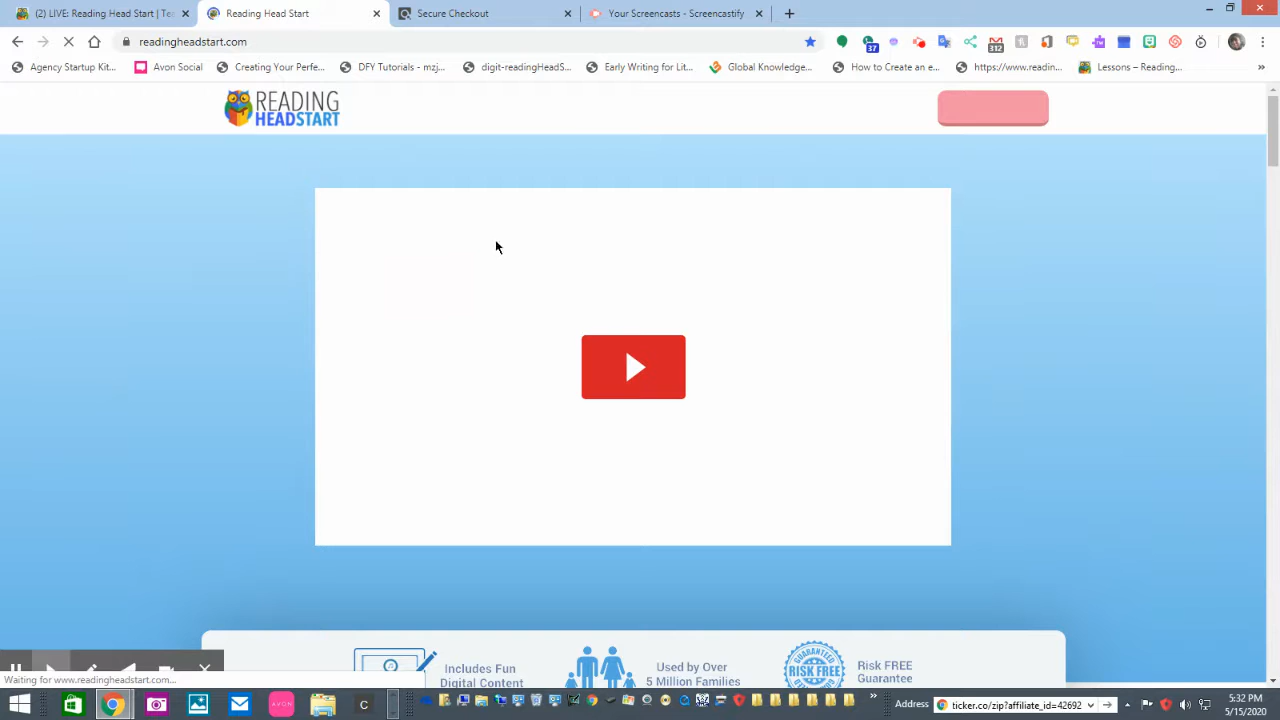 (2) LIVE: Reading Head Start | Tea
Reading Head Start
Secure Checkout
Your Screencasts - Screencastify
readingheadstart.com
37
312
Agency Startup Kit...
Avon Social
Creating Your Perfe...
DFY Tutorials - mzj...
digit-readingHeadS...
Early Writing for Lit...
Global Knowledge...
How to Create an e...
https://www.readin...
Lessons – Reading...
»
READING
HEADSTART
Includes Fun
Digital Content
Used by Over
5 Million Families
GUARANTEED
RISK FREE
Risk FREE
Guarantee
Waiting for www.readingheadstart.com...
AVON
C
»
Address
ticker.co/zip?affiliate_id=42692
5:32 PM
5/15/2020